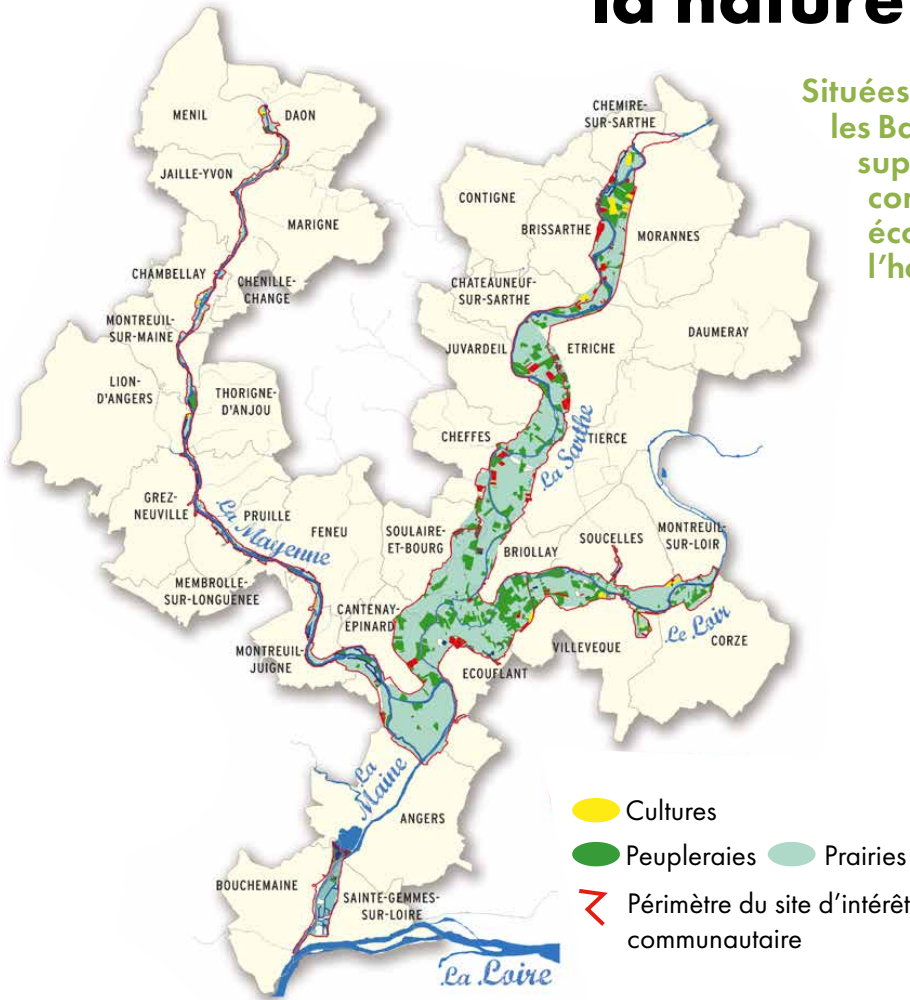 la nature
Situées
les Ba
sup
con
éco
l'ho
MENIL
DAON
CHEMIRE-
SUR-SARTHE
JAILLE-YVON
CONTIGNE
MARIGNE
BRISSARTHE
MORANNES
CHAMBELLAY
CHENILLE-
CHANGE
CHATEAUNEUF-
SUR-SARTHE
MONTREUIL-
SUR-MAINE
DAUMERAY
JUVARDEIL
ETRICHE
LION-
D'ANGERS
THORIGNE-
D'ANJOU
La Sarthe
CHEFFES
TIERCE
GREZ-
NEUVILLE
La Mayenne
PRUILLE
FENEU
SOULAIRE-
ET-BOURG
BRIOLLAY
SOUCELLES
MONTREUIL-
SUR-LOIR
MEMBROLLE-
SUR-LONGUENEE
CANTENAY-
EPINARD
Le Loir
CORZE
VILLEVEQUE
MONTREUIL-
JUIGNE
ECOUFLANT
La
Maine
ANGERS
BOUCHEMAINE
SAINTE-GEMMES-
SUR-LOIRE
La Loire
Cultures
Peupleraies
Prairies
Périmètre du site d'intérêt
communautaire